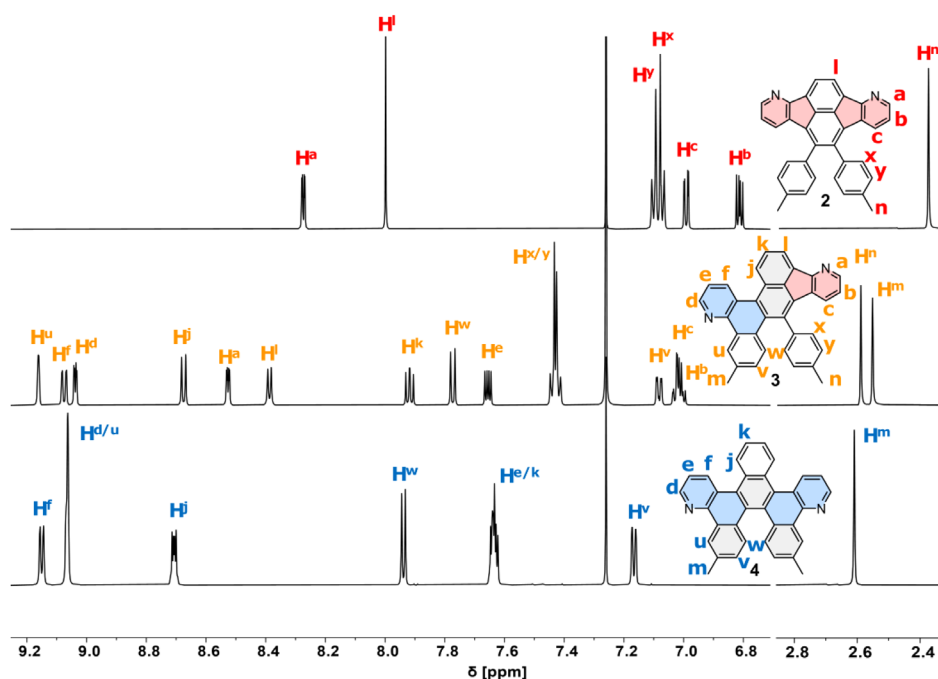 Hˡ
Hˣ
Hⁿ
Hʸ
l
N
N
a
b
Hᵃ
Hᶜ
c
Hᵇ
x
y
2
n
k
l
N
a
Hⁿ
Hˣ/ʸ
j
e
f
b
Hᵐ
d
c
Hᵘ
Hᶠ
Hᵈ
Hʲ
Hᵃ
Hˡ
Hᵏ
Hʷ
Hᵉ
Hᶜ
N
x
Hᵛ
Hᵇ
u
w
y
m
v
3
n
Hᵈ/ᵘ
k
Hᵐ
j
Hʷ
Hᵉ/ᵏ
e
f
Hᶠ
Hʲ
d
Hᵛ
N
N
u
w
m
v
4
9.2 9.0 8.8 8.6 8.4 8.2 8.0 7.8 7.6 7.4 7.2 7.0 6.8 2.8 2.6 2.4
δ [ppm]